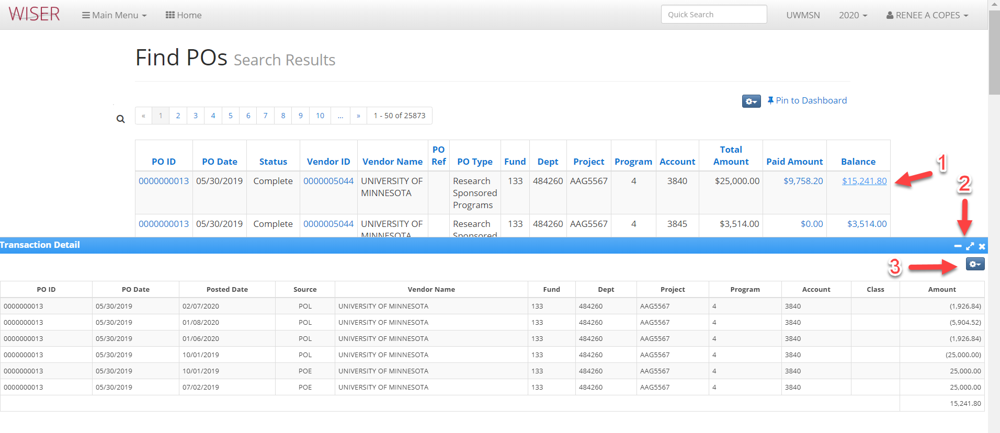 WISER Main Menu Home Quick Search UWMSN 2020 RENEE A COPES
Find POs Search Results
Pin to Dashboard
« 1 2 3 4 5 6 7 8 9 10 ... » 1 - 50 of 25873
PO ID PO Date Status Vendor ID Vendor Name PO Ref PO Type Fund Dept Project Program Account Total Amount Paid Amount Balance
0000000013 05/30/2019 Complete 0000005044 UNIVERSITY OF MINNESOTA Research Sponsored Programs 133 484260 AAG5567 4 3840 $25,000.00 $9,758.20 $15,241.80
1
2
0000000013 05/30/2019 Complete 0000005044 UNIVERSITY OF MINNESOTA Research Sponsored 133 484260 AAG5567 4 3845 $3,514.00 $0.00 $3,514.00
Transaction Detail
3
PO ID PO Date Posted Date Source Vendor Name Fund Dept Project Program Account Class Amount
0000000013 05/30/2019 02/07/2020 POL UNIVERSITY OF MINNESOTA 133 484260 AAG5567 4 3840 (1,926.84)
0000000013 05/30/2019 01/08/2020 POL UNIVERSITY OF MINNESOTA 133 484260 AAG5567 4 3840 (5,904.52)
0000000013 05/30/2019 01/06/2020 POL UNIVERSITY OF MINNESOTA 133 484260 AAG5567 4 3840 (1,926.84)
0000000013 05/30/2019 10/01/2019 POL UNIVERSITY OF MINNESOTA 133 484260 AAG5567 4 3840 (25,000.00)
0000000013 05/30/2019 10/01/2019 POE UNIVERSITY OF MINNESOTA 133 484260 AAG5567 4 3840 25,000.00
0000000013 05/30/2019 07/02/2019 POE UNIVERSITY OF MINNESOTA 133 484260 AAG5567 4 3840 25,000.00
15,241.80